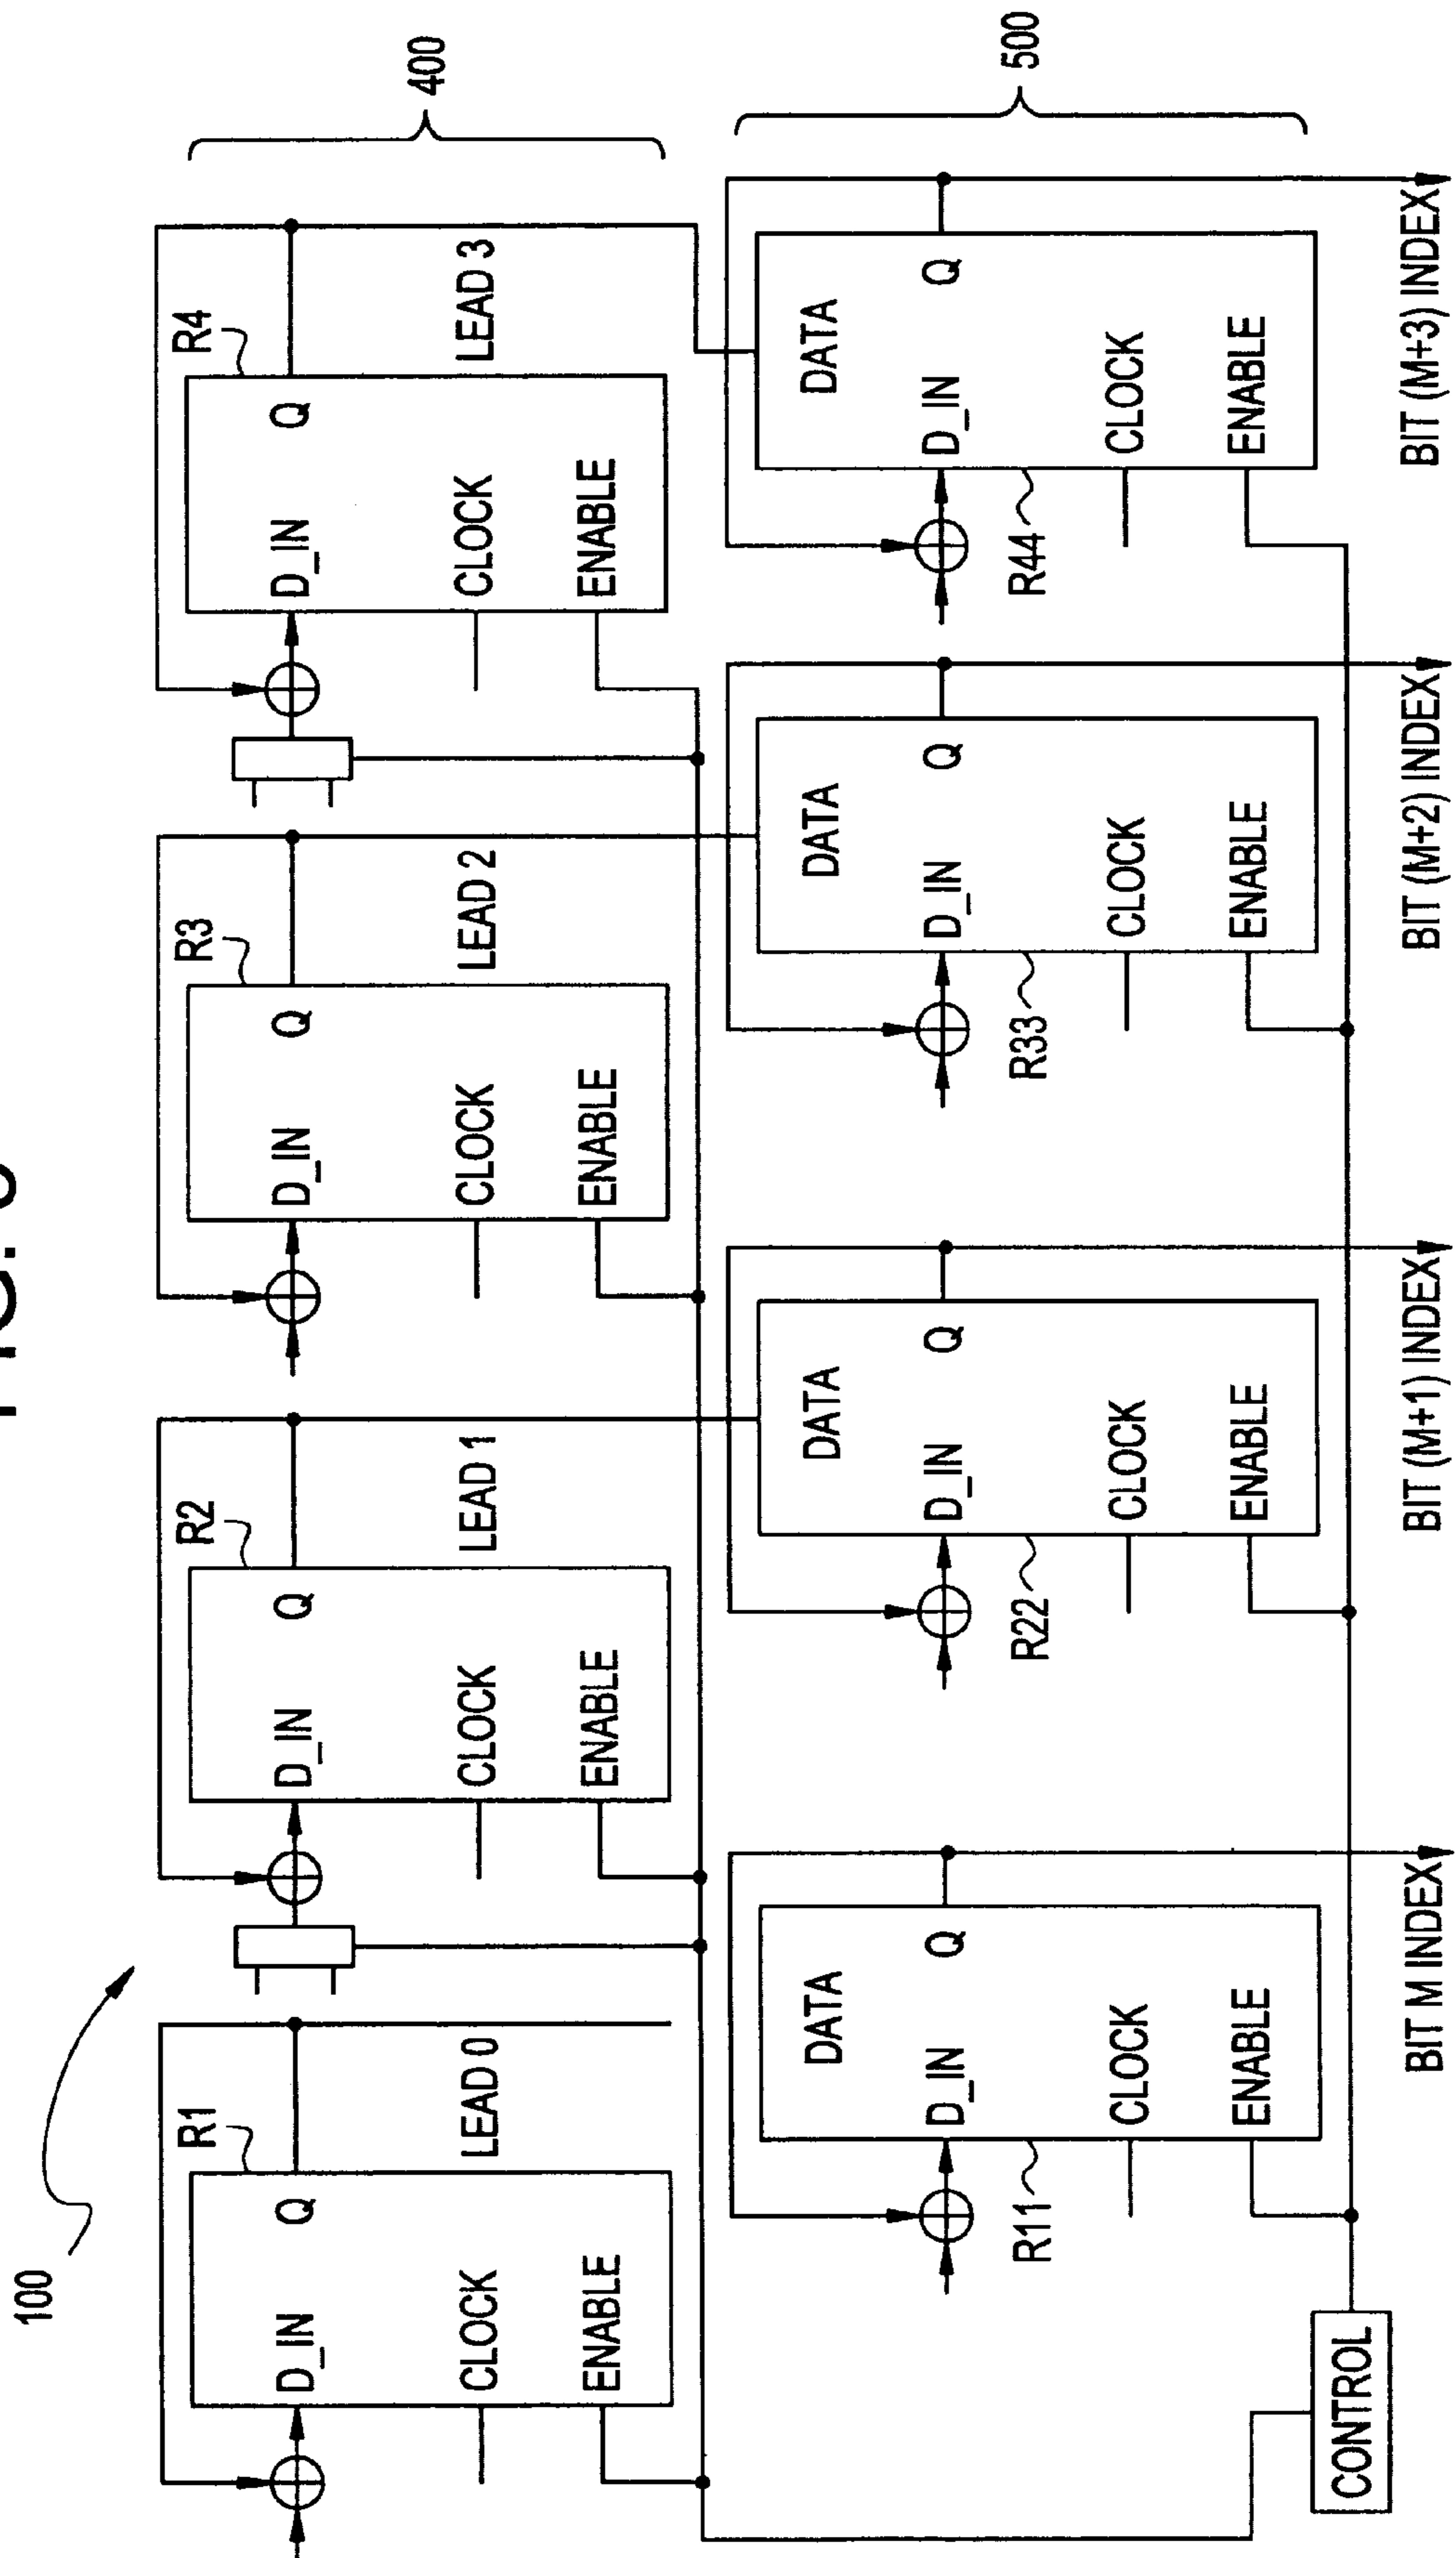 100
R1
D_IN
Q
CLOCK
LEAD 0
ENABLE
R2
D_IN
Q
CLOCK
LEAD 1
ENABLE
R3
D_IN
Q
CLOCK
LEAD 2
ENABLE
R4
D_IN
Q
CLOCK
LEAD 3
ENABLE
400
DATA
D_IN
Q
R11
CLOCK
ENABLE
BIT M INDEX
DATA
D_IN
Q
R22
CLOCK
ENABLE
BIT (M+1) INDEX
DATA
D_IN
Q
R33
CLOCK
ENABLE
BIT (M+2) INDEX
DATA
D_IN
Q
R44
CLOCK
ENABLE
BIT (M+3) INDEX
500
CONTROL